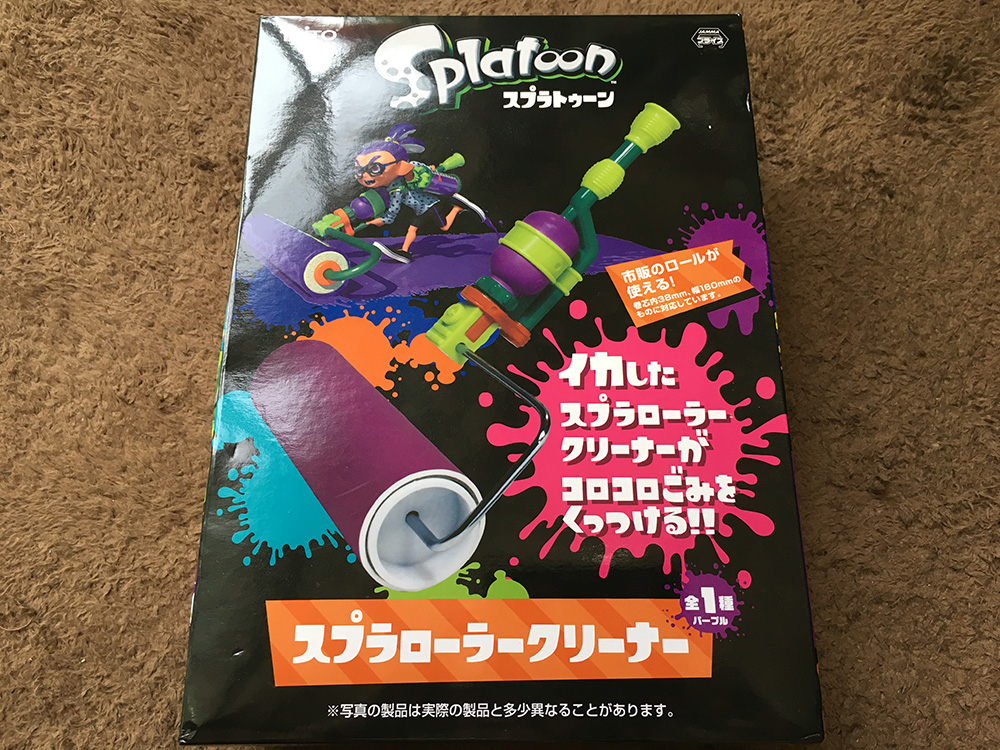 TAITO
JAMMA
プライズ
Splatoon
スプラトゥーン
市販のロールが
使える!
巻芯内38mm、幅160mmの
ものに対応しています。
イカした
スプラローラー
クリーナーが
コロコロごみを
くっつける!!
全1種
パープル
スプラローラークリーナー
※写真の製品は実際の製品と多少異なることがあります。